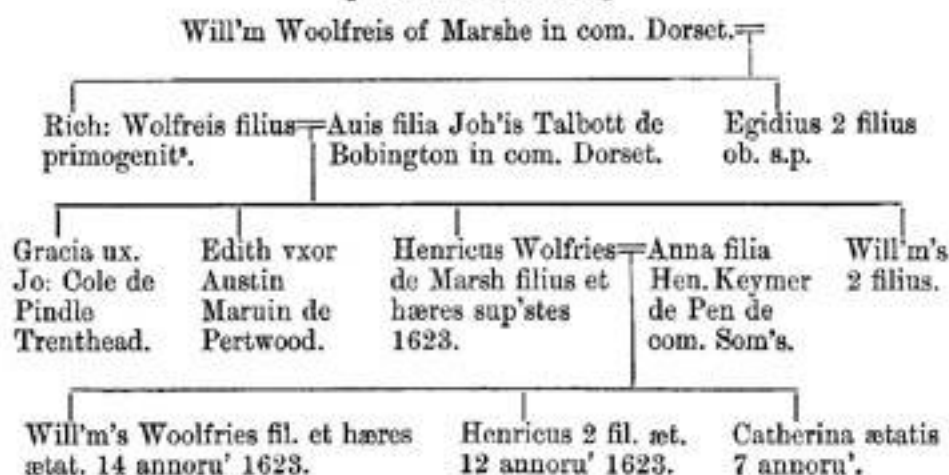 Will'm Woolfreis of Marshe in com. Dorset.
Rich: Wolfreis filius
primogenitˢ.
Auis filia Joh'is Talbott de
Bobington in com. Dorset.
Egidius 2 filius
ob. s.p.
Gracia ux.
Jo: Cole de
Pindle
Trenthead.
Edith vxor
Austin
Maruin de
Pertwood.
Henricus Wolfries
de Marsh filius et
hæres sup'stes
1623.
Anna filia
Hen. Keymer
de Pen de
com. Som's.
Will'm's
2 filius.
Will'm's Woolfries fil. et hæres
ætat. 14 annoru' 1623.
Henricus 2 fil. æt.
12 annoru' 1623.
Catherina ætatis
7 annoru'.